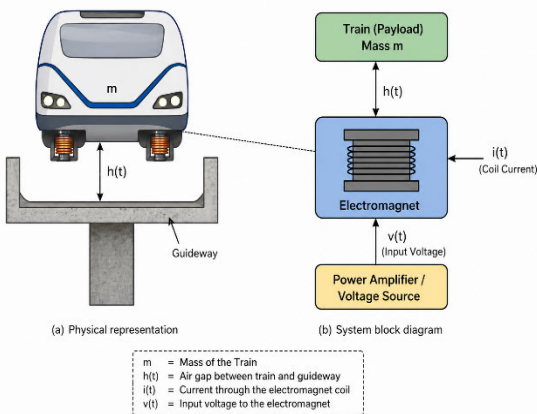 m
h(t)
Guideway
(a) Physical representation
Train (Payload)
Mass m
h(t)
Electromagnet
i(t)
(Coil Current)
v(t)
(Input Voltage)
Power Amplifier /
Voltage Source
(b) System block diagram
m = Mass of the Train
h(t) = Air gap between train and guideway
i(t) = Current through the electromagnet coil
v(t) = Input voltage to the electromagnet